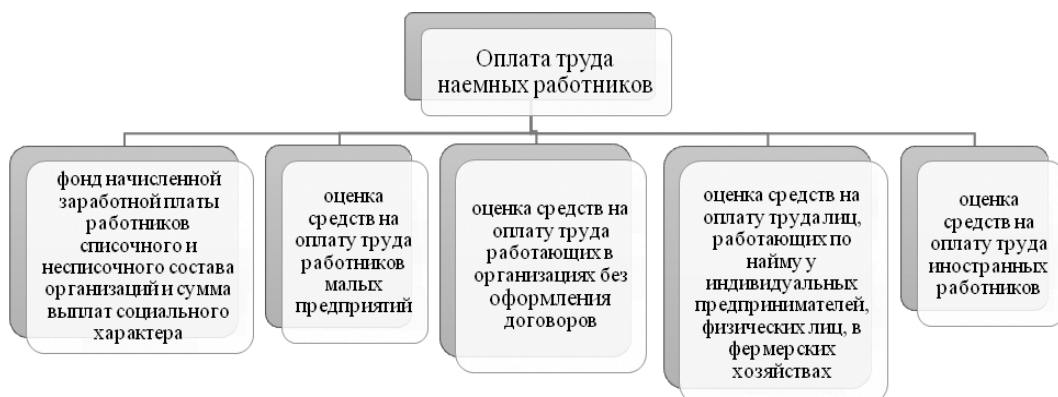 Оплата труда
наемных работников
фонд начисленной
заработной платы
работников
списочного и
несписочного состава
организаций и сумма
выплат социального
характера
оценка
средств на
оплату труда
работников
малых
предприятий
оценка средств на
оплату труда
работающих в
организациях без
оформления
договоров
оценка средств на
оплату труда лиц,
работающих по
найму у
индивидуальных
предпринимателей,
физических лиц, в
фермерских
хозяйствах
оценка
средств на
оплату труда
иностранных
работников